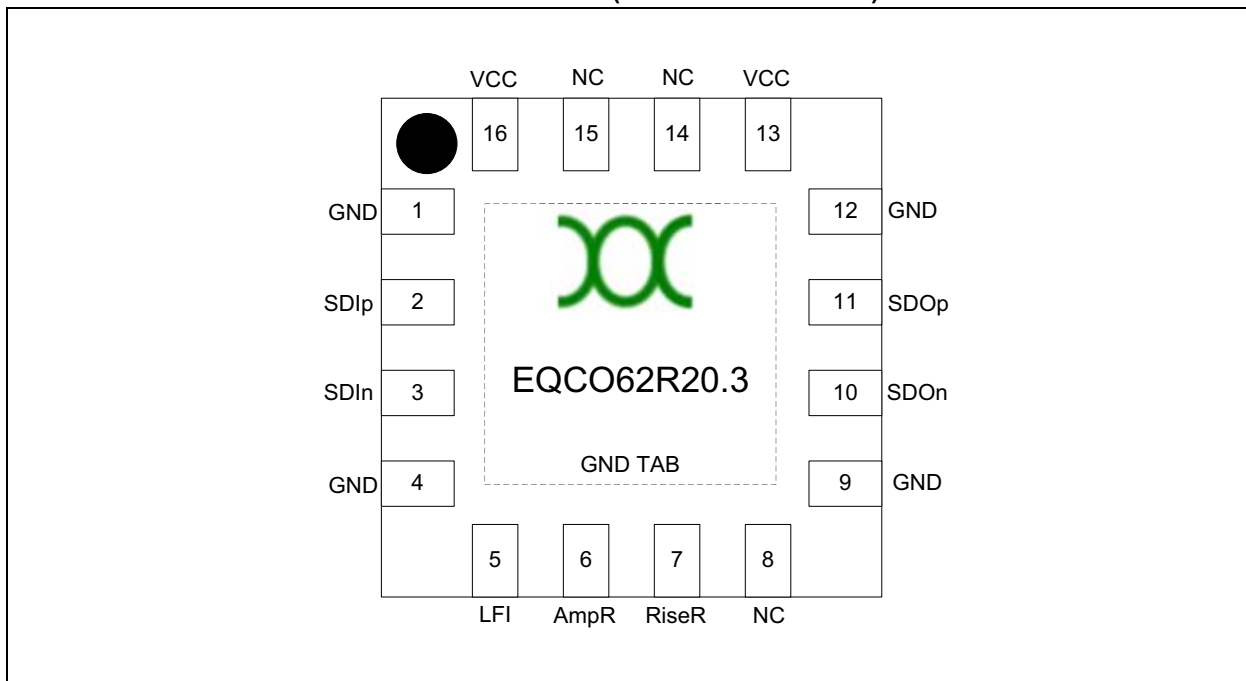 VCC NC NC VCC
16 15 14 13
GND 1 12 GND
SDIp 2 11 SDOp
SDIn 3 10 SDOn
EQCO62R20.3
GND TAB
GND 4 9 GND
5 6 7 8
LFI AmpR RiseR NC